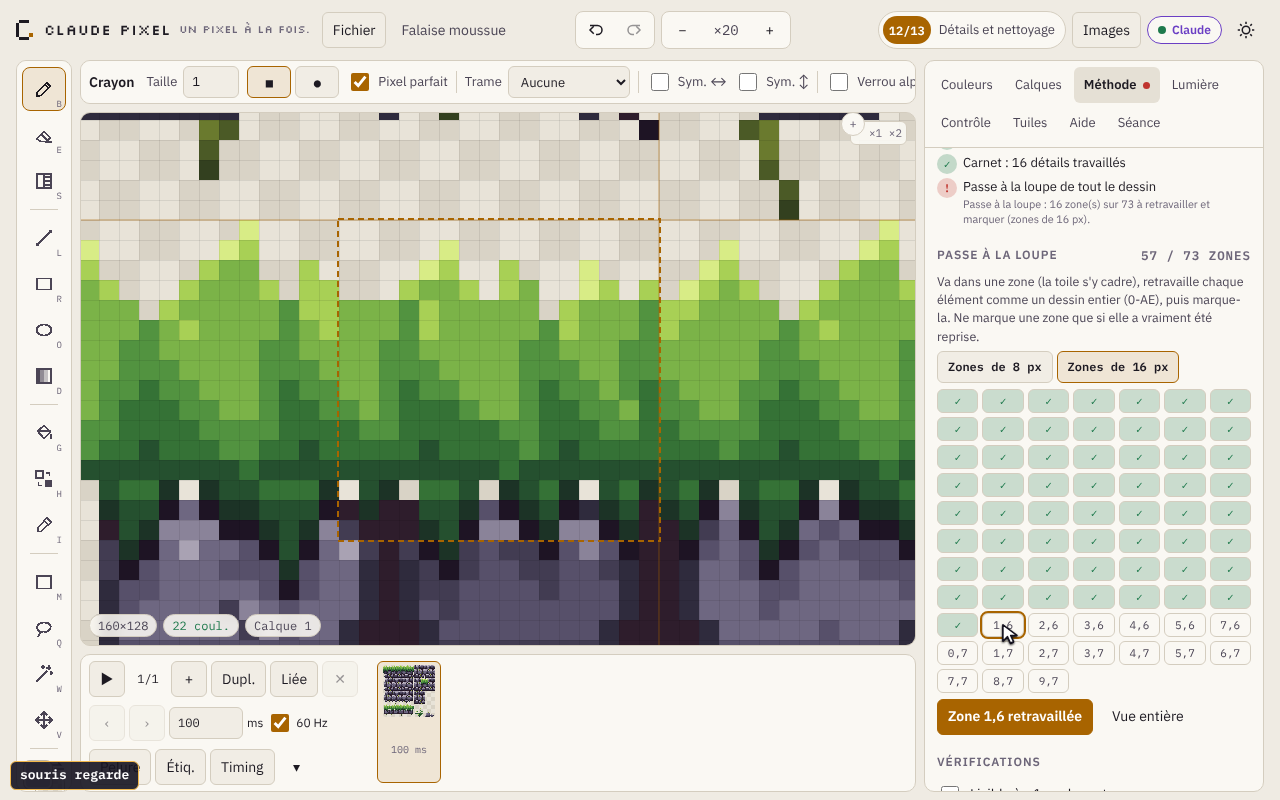 CLAUDE PIXEL UN PIXEL À LA FOIS. Fichier Falaise moussue − ×20 + 12/13 Détails et nettoyage Images Claude
Crayon Taille 1 Pixel parfait Trame Aucune Sym. ↔ Sym. ↕ Verrou alp
B
E
S
L
R
O
D
G
H
I
M
Q
W
V
+ ×1 ×2
160×128 22 coul. Calque 1
1/1 + Dupl. Liée ✕
‹ › 100 ms 60 Hz
Étiq. Timing ▼
100 ms
souris regarde
Couleurs Calques Méthode Lumière
Contrôle Tuiles Aide Séance
✓ Carnet : 16 détails travaillés
! Passe à la loupe de tout le dessin
Passe à la loupe : 16 zone(s) sur 73 à retravailler et
marquer (zones de 16 px).
PASSE À LA LOUPE 57 / 73 ZONES
Va dans une zone (la toile s'y cadre), retravaille chaque
élément comme un dessin entier (0-AE), puis marque-
la. Ne marque une zone que si elle a vraiment été
reprise.
Zones de 8 px Zones de 16 px
✓ ✓ ✓ ✓ ✓ ✓ ✓
✓ ✓ ✓ ✓ ✓ ✓ ✓
✓ ✓ ✓ ✓ ✓ ✓ ✓
✓ ✓ ✓ ✓ ✓ ✓ ✓
✓ ✓ ✓ ✓ ✓ ✓ ✓
✓ ✓ ✓ ✓ ✓ ✓ ✓
✓ ✓ ✓ ✓ ✓ ✓ ✓
✓ ✓ ✓ ✓ ✓ ✓ ✓
✓ 1,6 2,6 3,6 4,6 5,6 7,6
0,7 1,7 2,7 3,7 4,7 5,7 6,7
7,7 8,7 9,7
Zone 1,6 retravaillée Vue entière
VÉRIFICATIONS